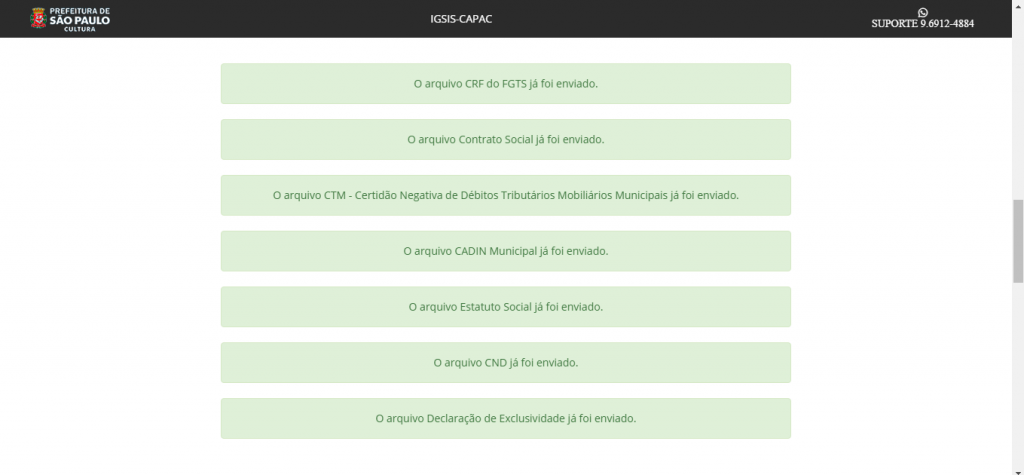 PREFEITURA DE
SÃO PAULO
CULTURA
IGSIS-CAPAC
SUPORTE 9.6912-4884
O arquivo CRF do FGTS já foi enviado.
O arquivo Contrato Social já foi enviado.
O arquivo CTM - Certidão Negativa de Débitos Tributários Mobiliários Municipais já foi enviado.
O arquivo CADIN Municipal já foi enviado.
O arquivo Estatuto Social já foi enviado.
O arquivo CND já foi enviado.
O arquivo Declaração de Exclusividade já foi enviado.